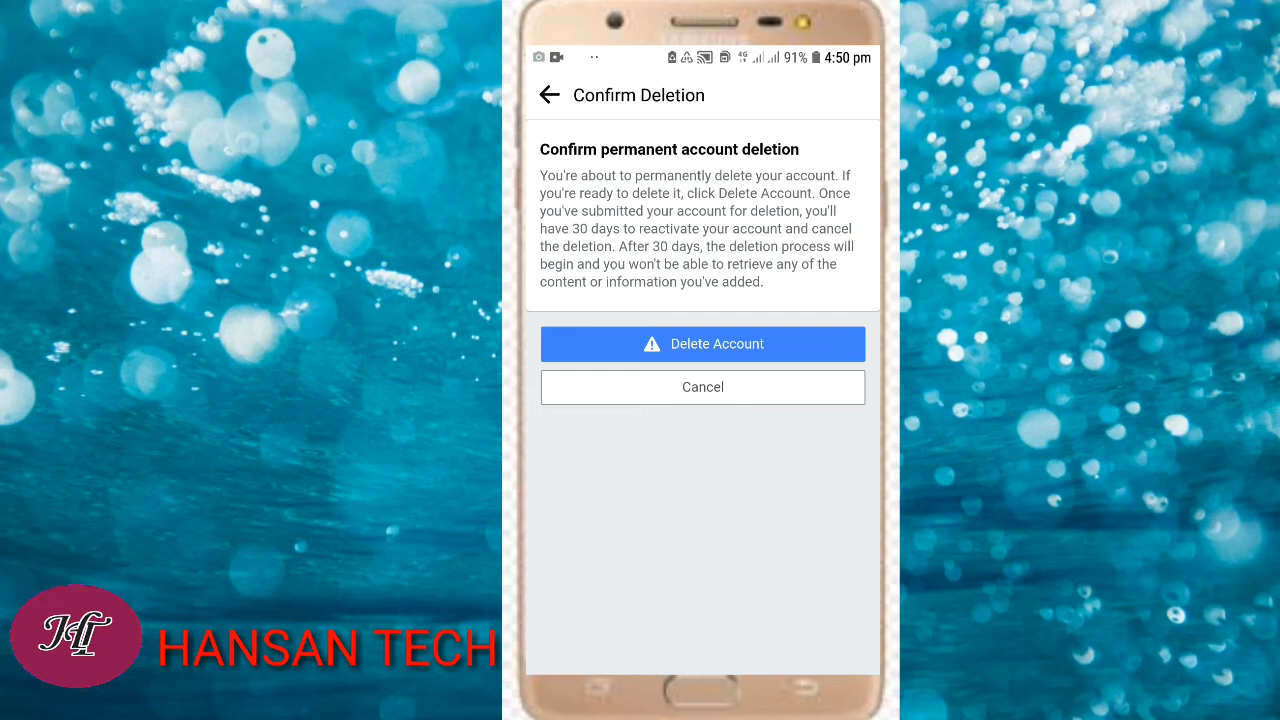 4G 91% 4:50 pm
Confirm Deletion
Confirm permanent account deletion
You're about to permanently delete your account. If
you're ready to delete it, click Delete Account. Once
you've submitted your account for deletion, you'll
have 30 days to reactivate your account and cancel
the deletion. After 30 days, the deletion process will
begin and you won't be able to retrieve any of the
content or information you've added.
Delete Account
Cancel
HANSAN TECH